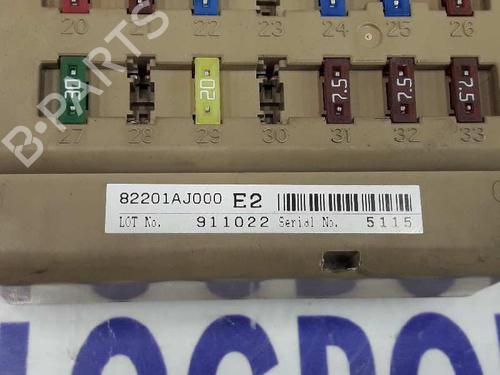 20 21 22 23 24 25 26
30 20 7.5 7.5 7.5
27 28 29 30 31 32 33
82201AJ000 E2
LOT No. 911022 Serial No. 5115
B-PARTS